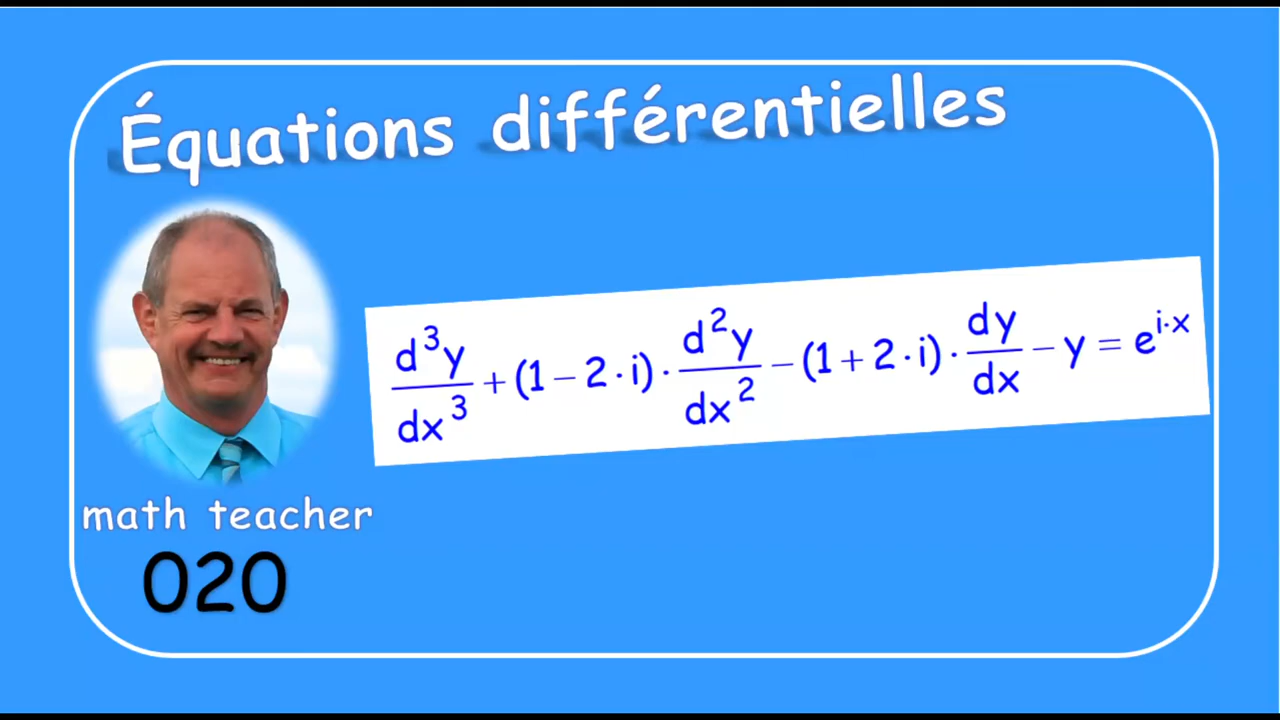 Équations différentielles
d³y/dx³ + (1 − 2·i) · d²y/dx² − (1 + 2·i) · dy/dx − y = e^(i·x)
math teacher
020